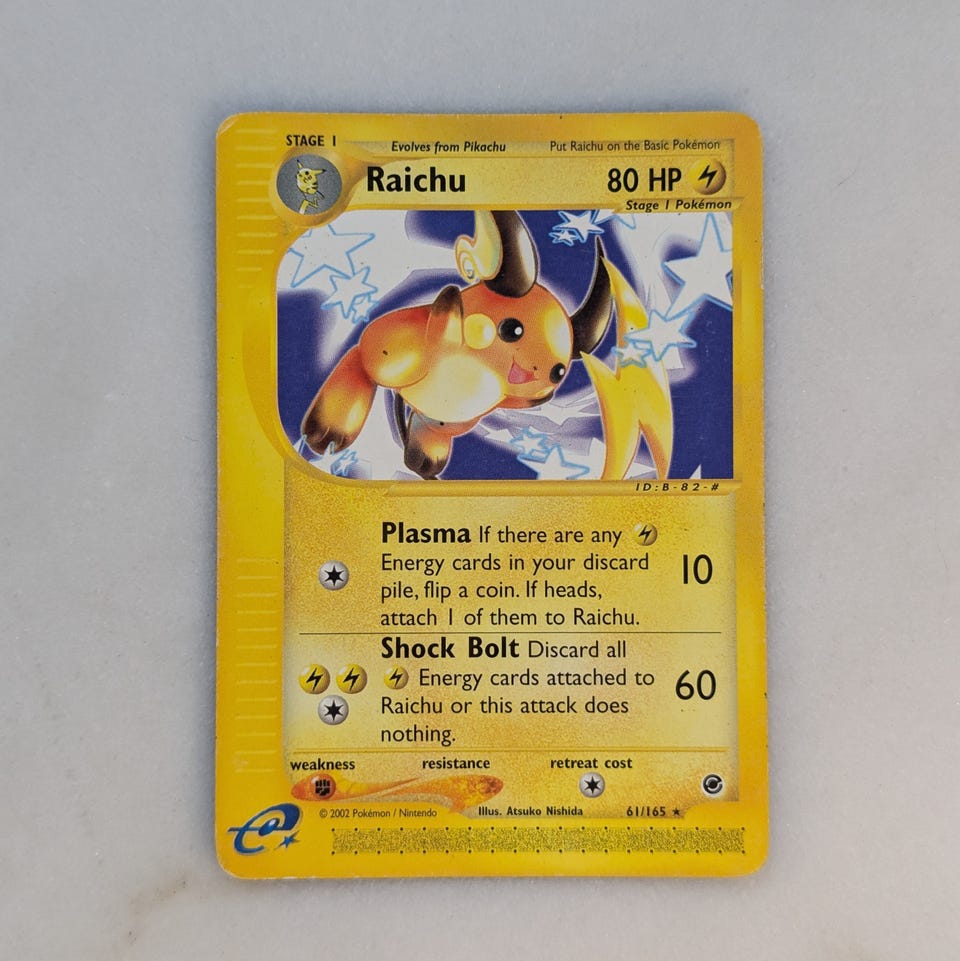 STAGE 1
Evolves from Pikachu
Put Raichu on the Basic Pokémon
Raichu
80 HP
Stage 1 Pokémon
ID:B-82-#
Plasma If there are any
Energy cards in your discard
pile, flip a coin. If heads,
attach 1 of them to Raichu.
10
Shock Bolt Discard all
Energy cards attached to
Raichu or this attack does
nothing.
60
weakness
resistance
retreat cost
© 2002 Pokémon / Nintendo
Illus. Atsuko Nishida
61/165 ★
e